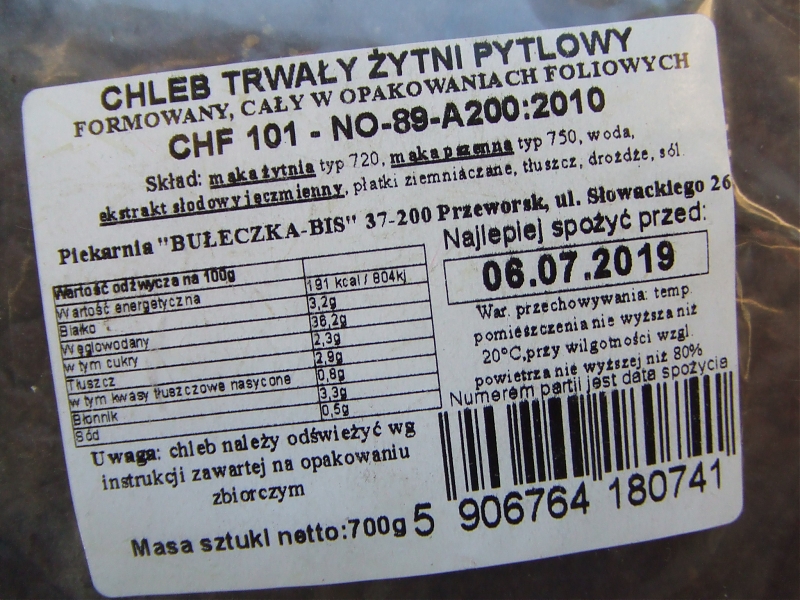 CHLEB TRWAŁY ŻYTNI PYTLOWY
FORMOWANY, CAŁY W OPAKOWANIACH FOLIOWYCH
CHF 101 - NO-89-A200:2010
Skład: mąka żytnia typ 720, mąka pszenna typ 750, woda,
ekstrakt słodowy jęczmienny, płatki ziemniaczane, tłuszcz, drożdże, sól.
Piekarnia "BUŁECZKA-BIS" 37-200 Przeworsk, ul. Słowackiego 26
Wartość odżwycza na 100g
Wartość energetyczna 191 kcal / 804kj
Białko 3,2g
Węglowodany 38,2g
w tym cukry 2,3g
Tłuszcz 2,9g
w tym kwasy tłuszczowe nasycone 0,8g
Błonnik 3,3g
Sód 0,5g
Najlepiej spożyć przed:
06.07.2019
War. przechowywania: temp.
pomieszczenia nie wyższa niż
20°C,przy wilgotności wzgl.
powietrza nie wyższej niż 80%
Numerem partii jest data spożycia
Uwaga: chleb należy odświeżyć wg
instrukcji zawartej na opakowaniu
zbiorczym
Masa sztuki netto:700g
5 906764 180741